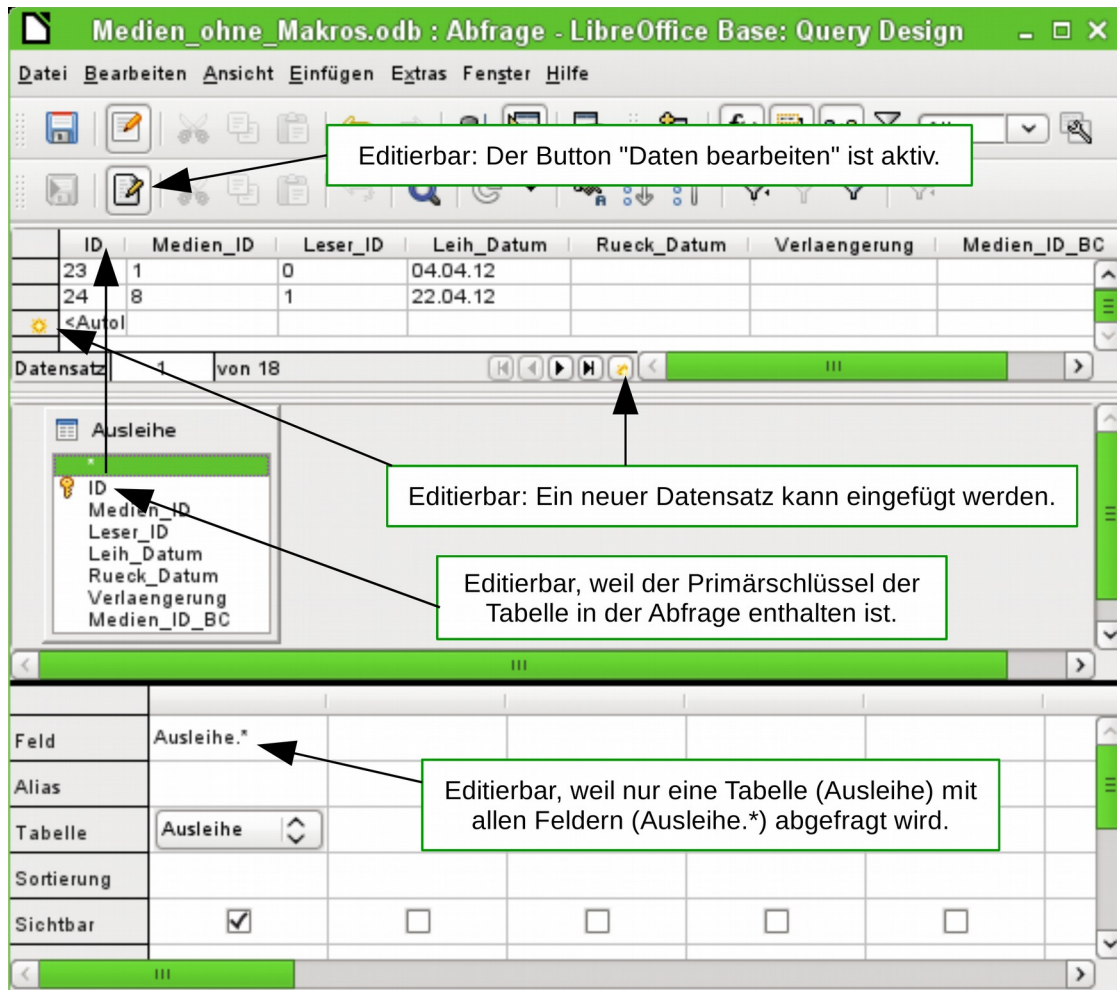 Medien_ohne_Makros.odb : Abfrage - LibreOffice Base: Query Design
Datei Bearbeiten Ansicht Einfügen Extras Fenster Hilfe
Editierbar: Der Button "Daten bearbeiten" ist aktiv.
ID Medien_ID Leser_ID Leih_Datum Rueck_Datum Verlaengerung Medien_ID_BC
23 1 0 04.04.12
24 8 1 22.04.12
<AutoI
Datensatz 1 von 18
Ausleihe
*
ID
Medien_ID
Leser_ID
Leih_Datum
Rueck_Datum
Verlaengerung
Medien_ID_BC
Editierbar: Ein neuer Datensatz kann eingefügt werden.
Editierbar, weil der Primärschlüssel der
Tabelle in der Abfrage enthalten ist.
Feld Ausleihe.*
Alias
Tabelle Ausleihe
Sortierung
Sichtbar
Editierbar, weil nur eine Tabelle (Ausleihe) mit
allen Feldern (Ausleihe.*) abgefragt wird.